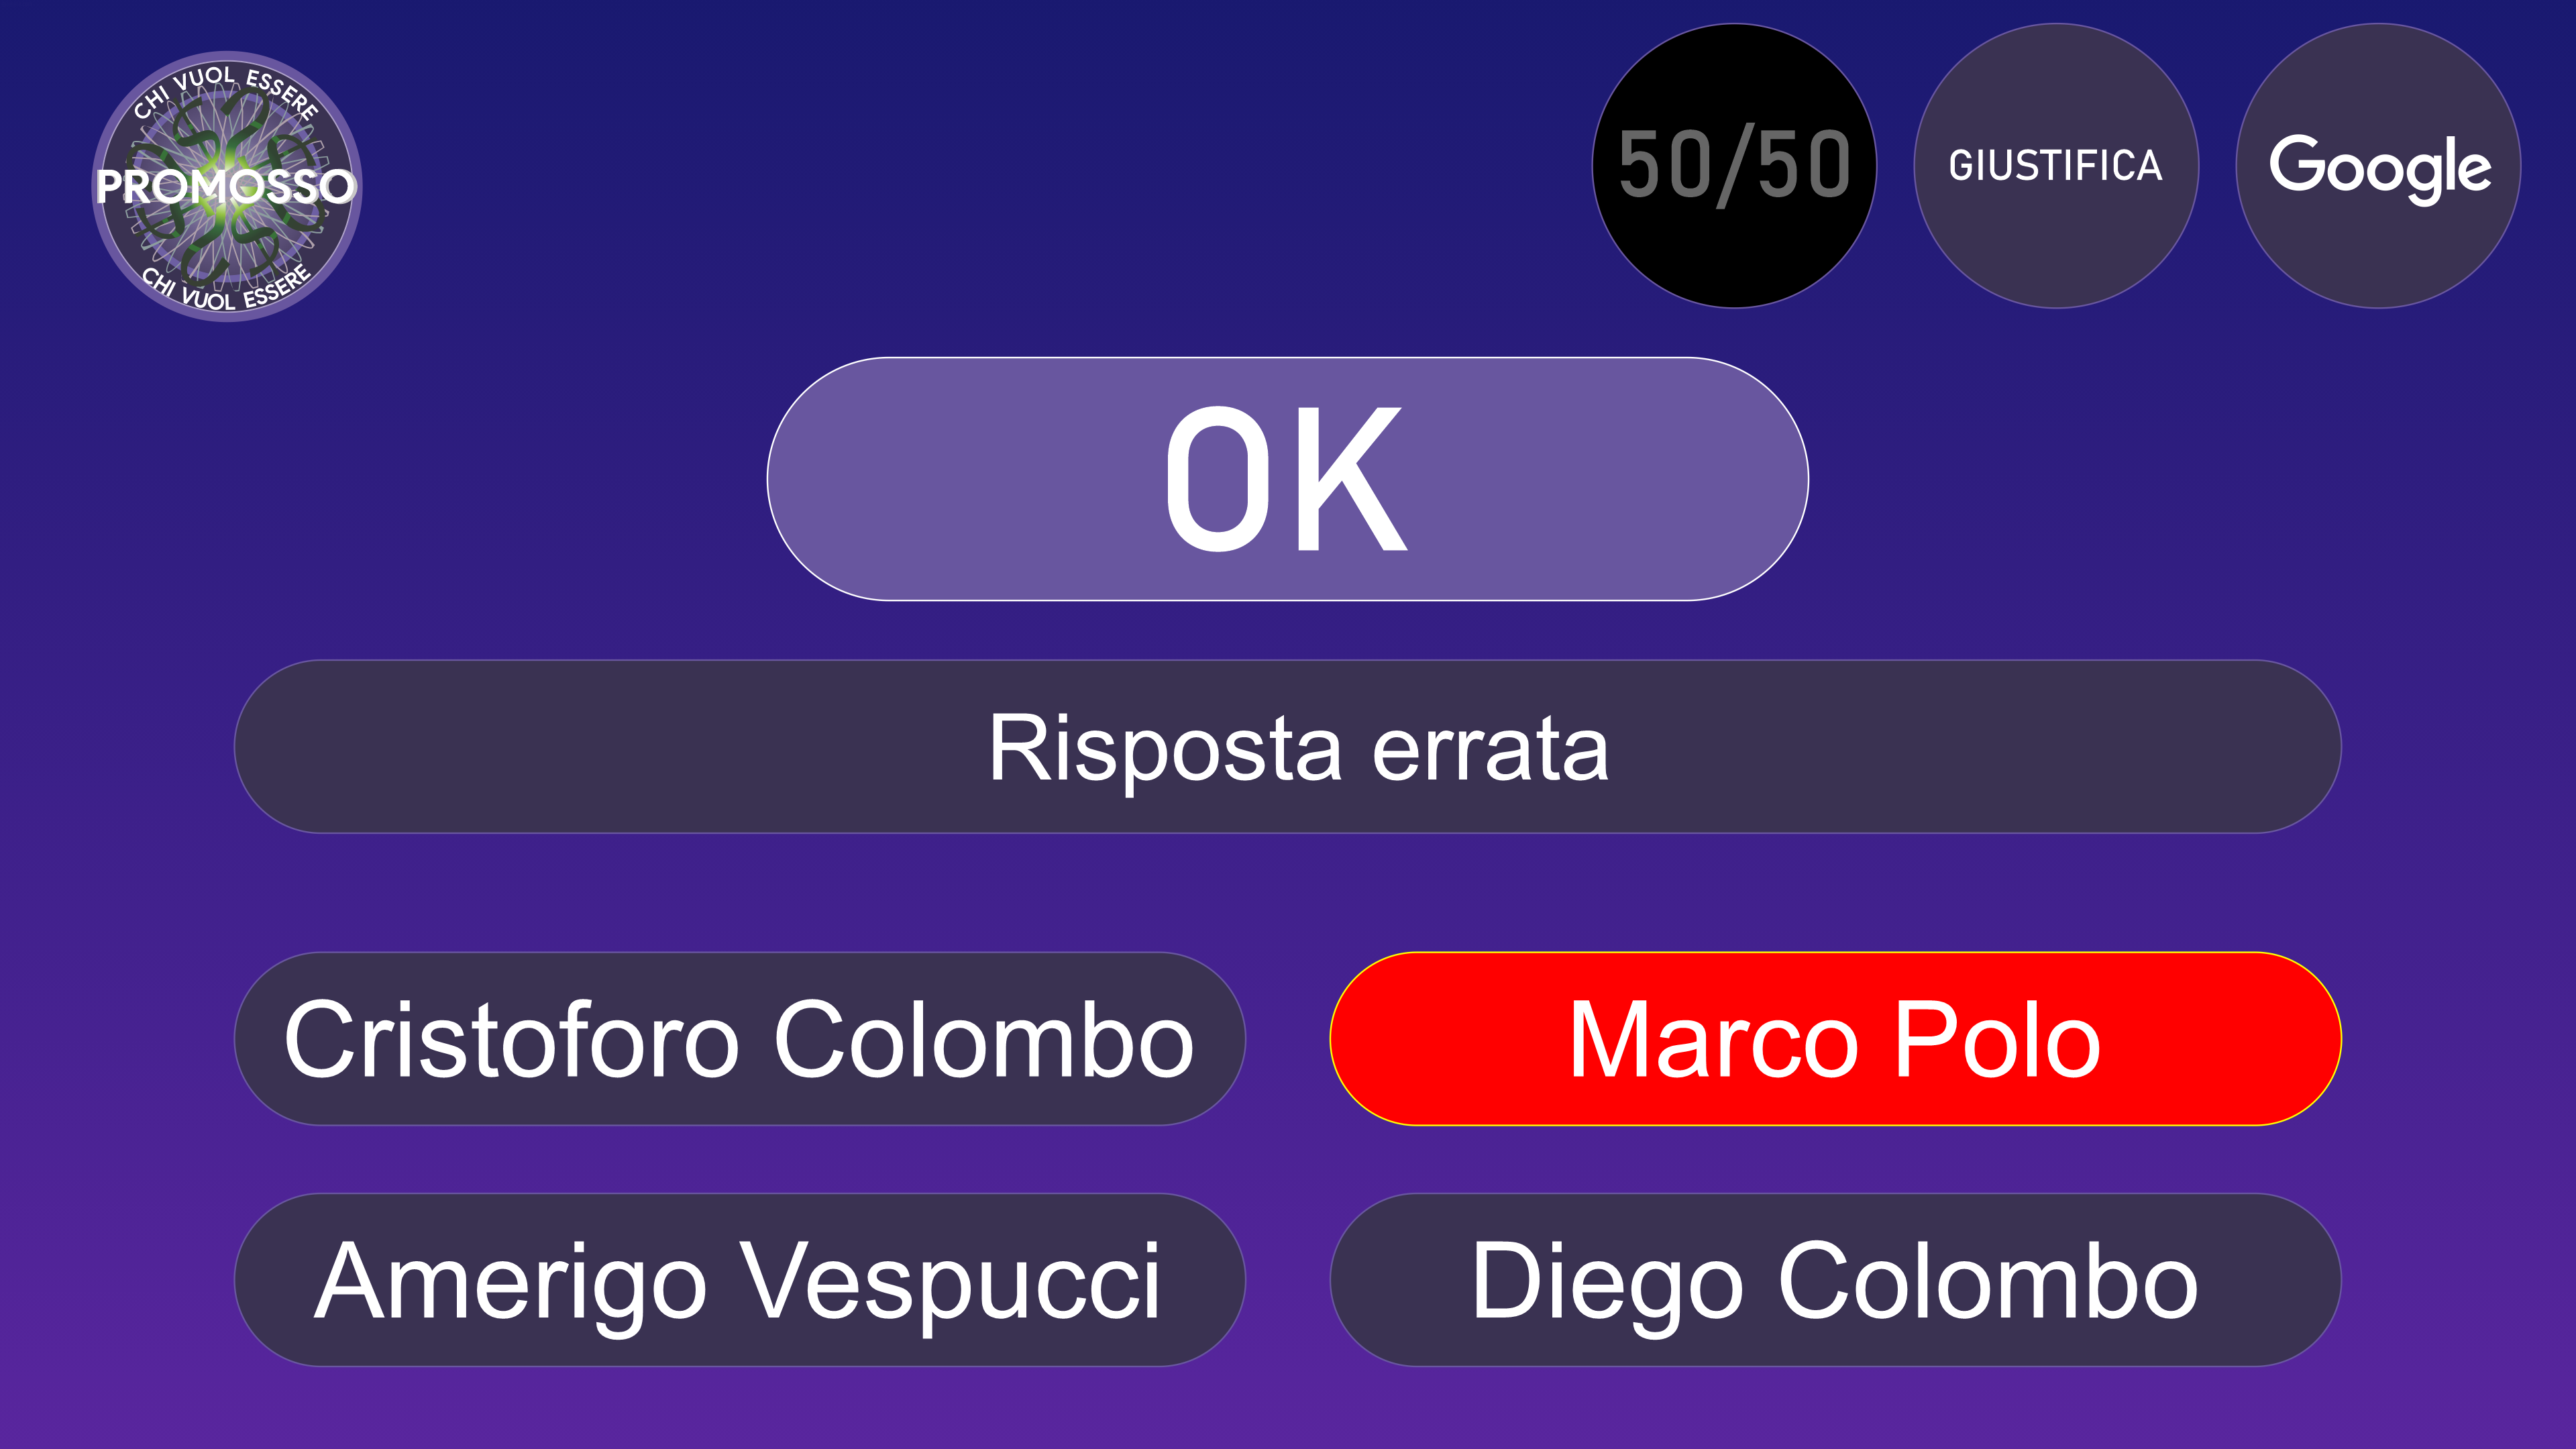 CHI VUOL ESSERE
PROMOSSO
CHI VUOL ESSERE
50/50
GIUSTIFICA
Google
OK
Risposta errata
Cristoforo Colombo
Marco Polo
Amerigo Vespucci
Diego Colombo